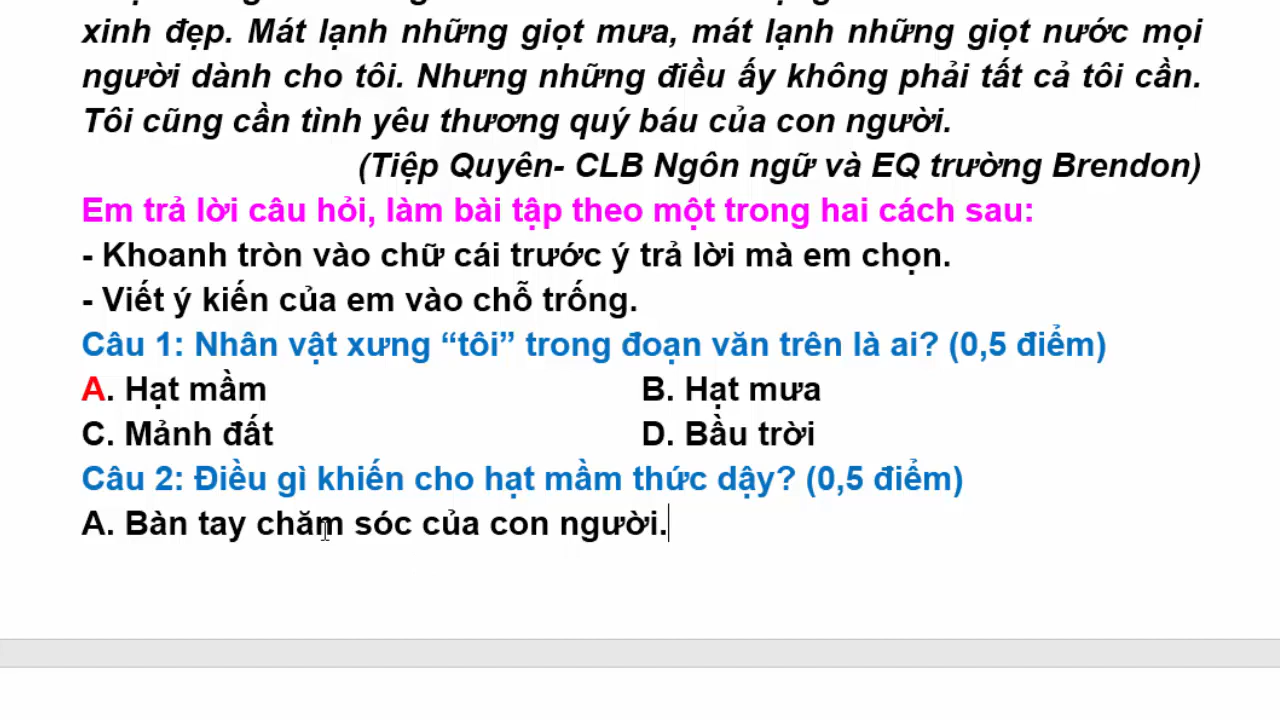 xinh đẹp. Mát lạnh những giọt mưa, mát lạnh những giọt nước mọi
người dành cho tôi. Nhưng những điều ấy không phải tất cả tôi cần.
Tôi cũng cần tình yêu thương quý báu của con người.
(Tiệp Quyên- CLB Ngôn ngữ và EQ trường Brendon)
Em trả lời câu hỏi, làm bài tập theo một trong hai cách sau:
- Khoanh tròn vào chữ cái trước ý trả lời mà em chọn.
- Viết ý kiến của em vào chỗ trống.
Câu 1: Nhân vật xưng “tôi” trong đoạn văn trên là ai? (0,5 điểm)
A. Hạt mầm B. Hạt mưa
C. Mảnh đất D. Bầu trời
Câu 2: Điều gì khiến cho hạt mầm thức dậy? (0,5 điểm)
A. Bàn tay chăm sóc của con người.